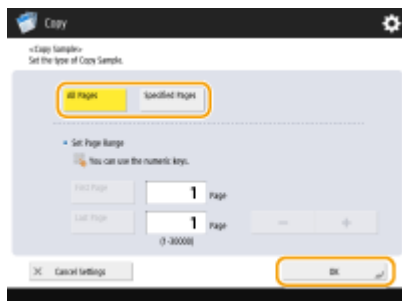 Copy
<Copy Sample>
Set the type of Copy Sample.
All Pages
Specified Pages
Set Page Range
You can use the numeric keys.
First Page
1 Page
Last Page
1 Page
(1-30000)
− +
× Cancel Settings
OK